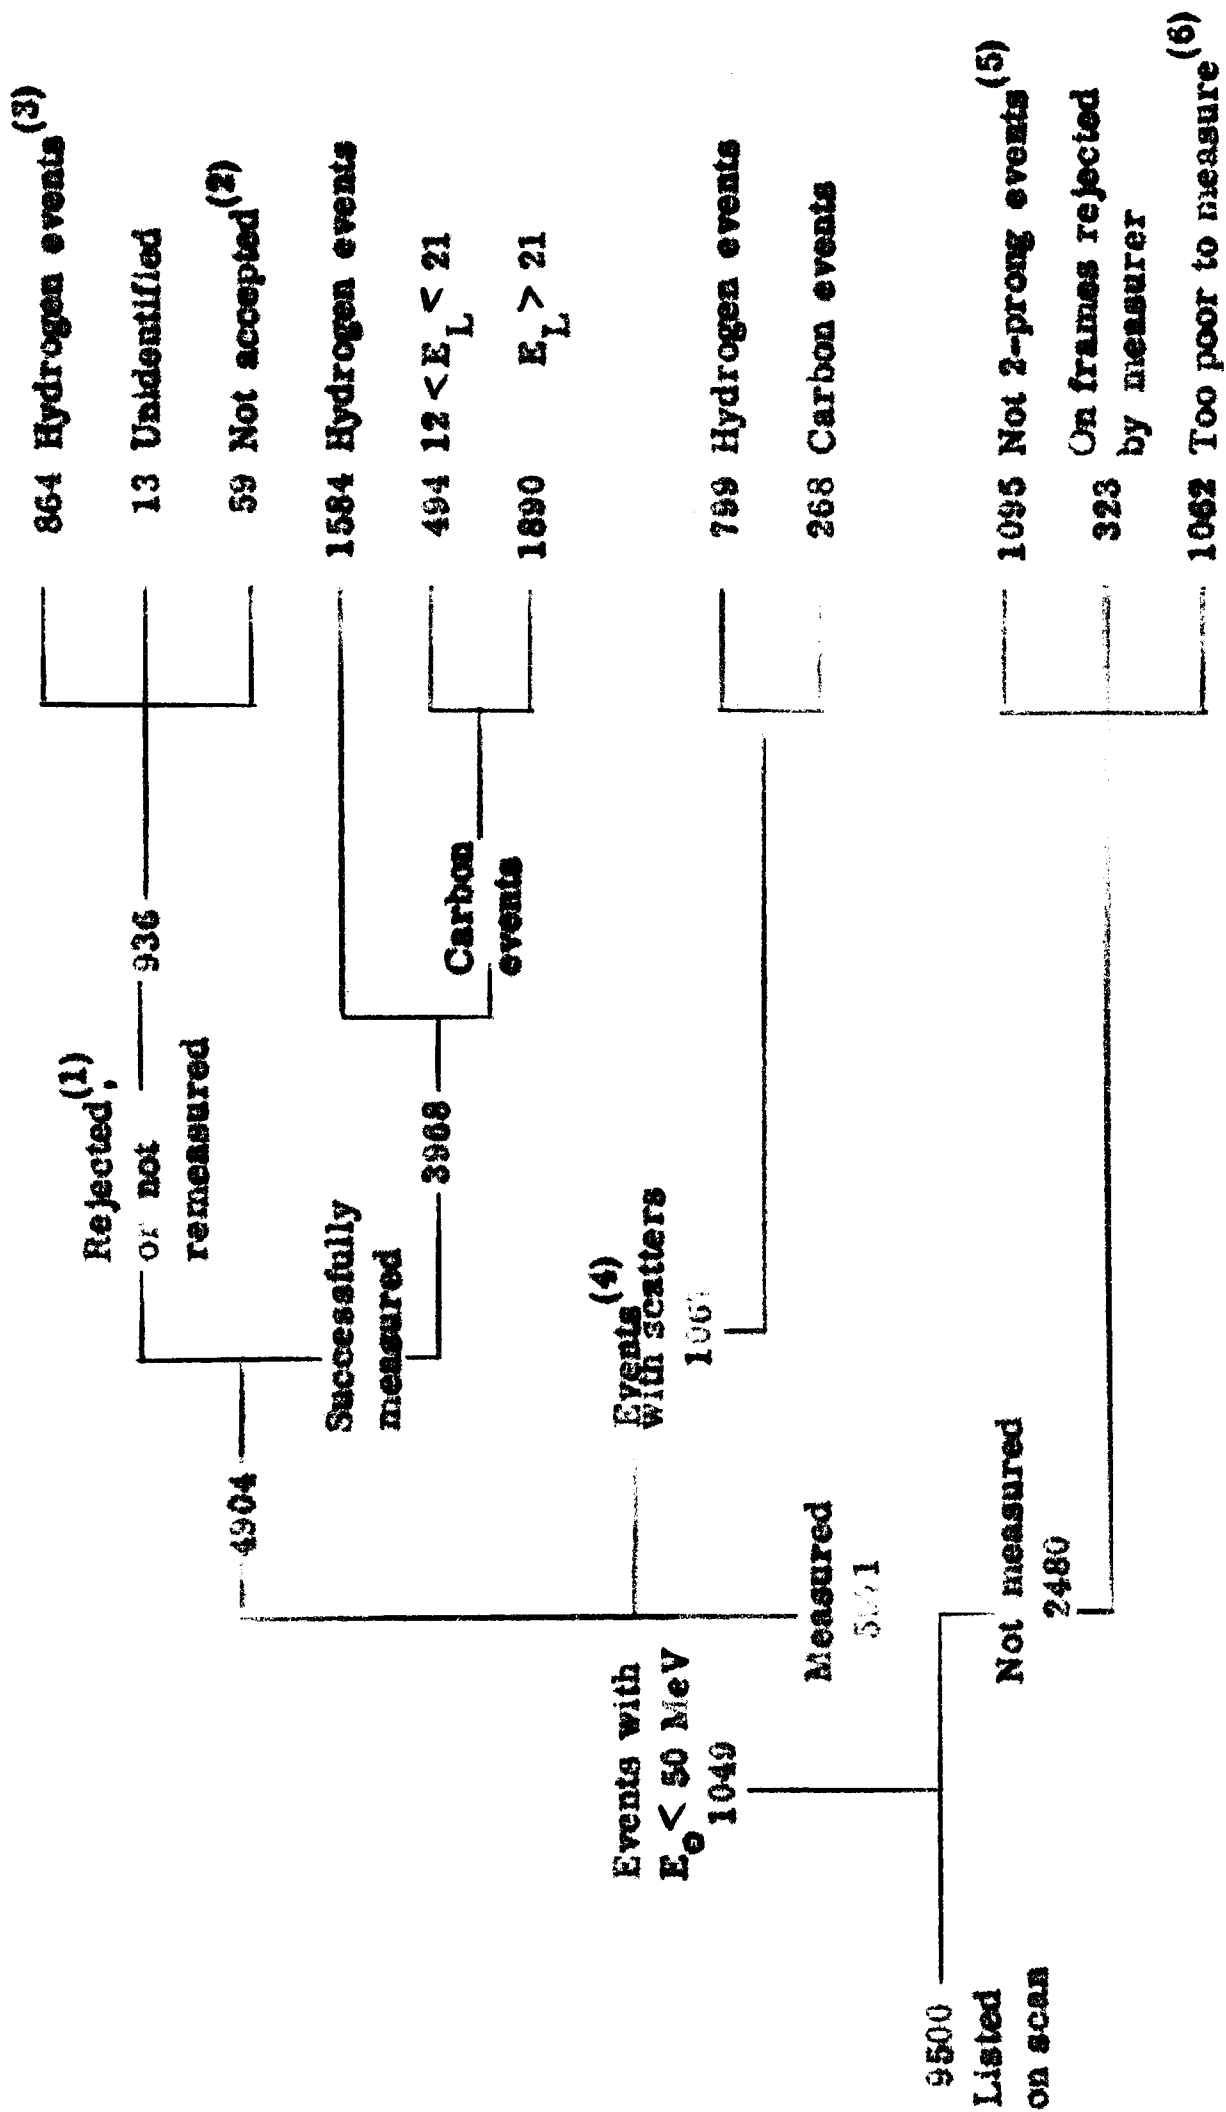 864 Hydrogen events(3)
13 Unidentified
59 Not accepted(2)
Rejected,(1)
or not
remeasured
936
1584 Hydrogen events
494 12 < E L < 21
1890 E L > 21
Carbon
events
3968
Successfully
measured
4904
799 Hydrogen events
268 Carbon events
Events(4)
with scatters
Events with
E⊖ < 50 MeV
1049
Measured
1095 Not 2-prong events(5)
323 On frames rejected
by measurer
1062 Too poor to measure(6)
Not measured
2480
9500
Listed
on scan